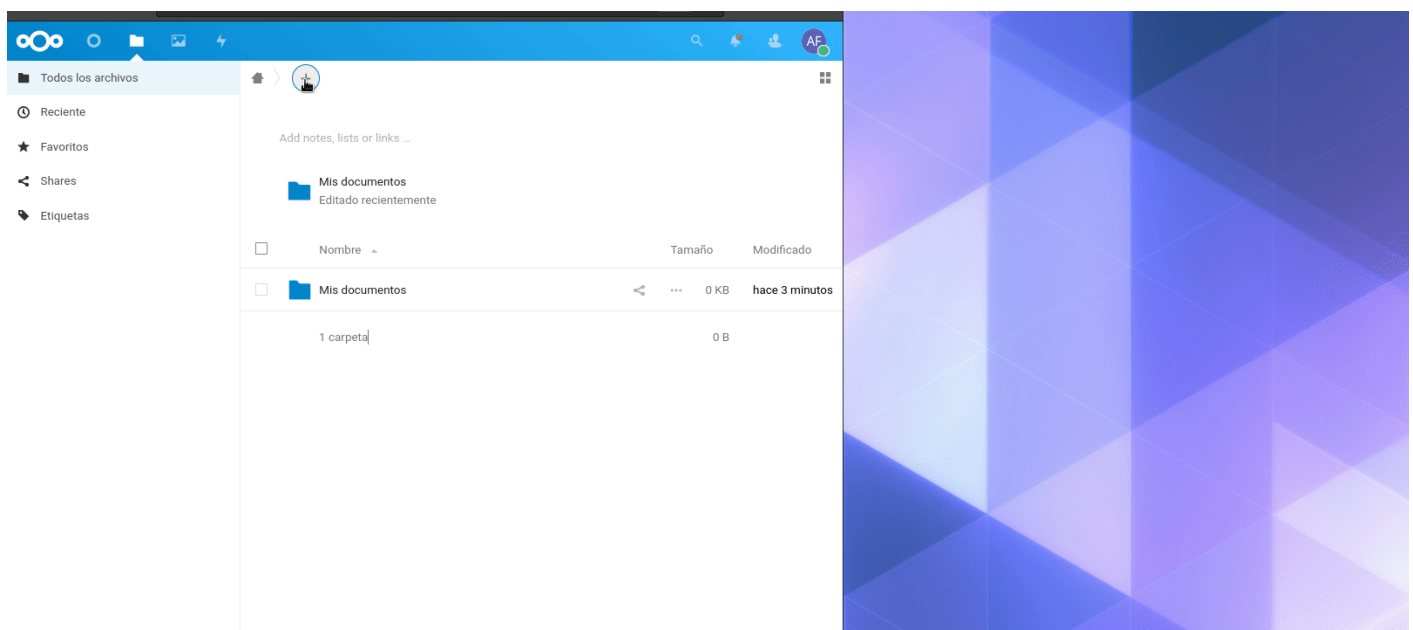 AF
Todos los archivos
Reciente
Favoritos
Shares
Etiquetas
Add notes, lists or links ...
Mis documentos
Editado recientemente
Nombre Tamaño Modificado
Mis documentos 0 KB hace 3 minutos
1 carpeta 0 B